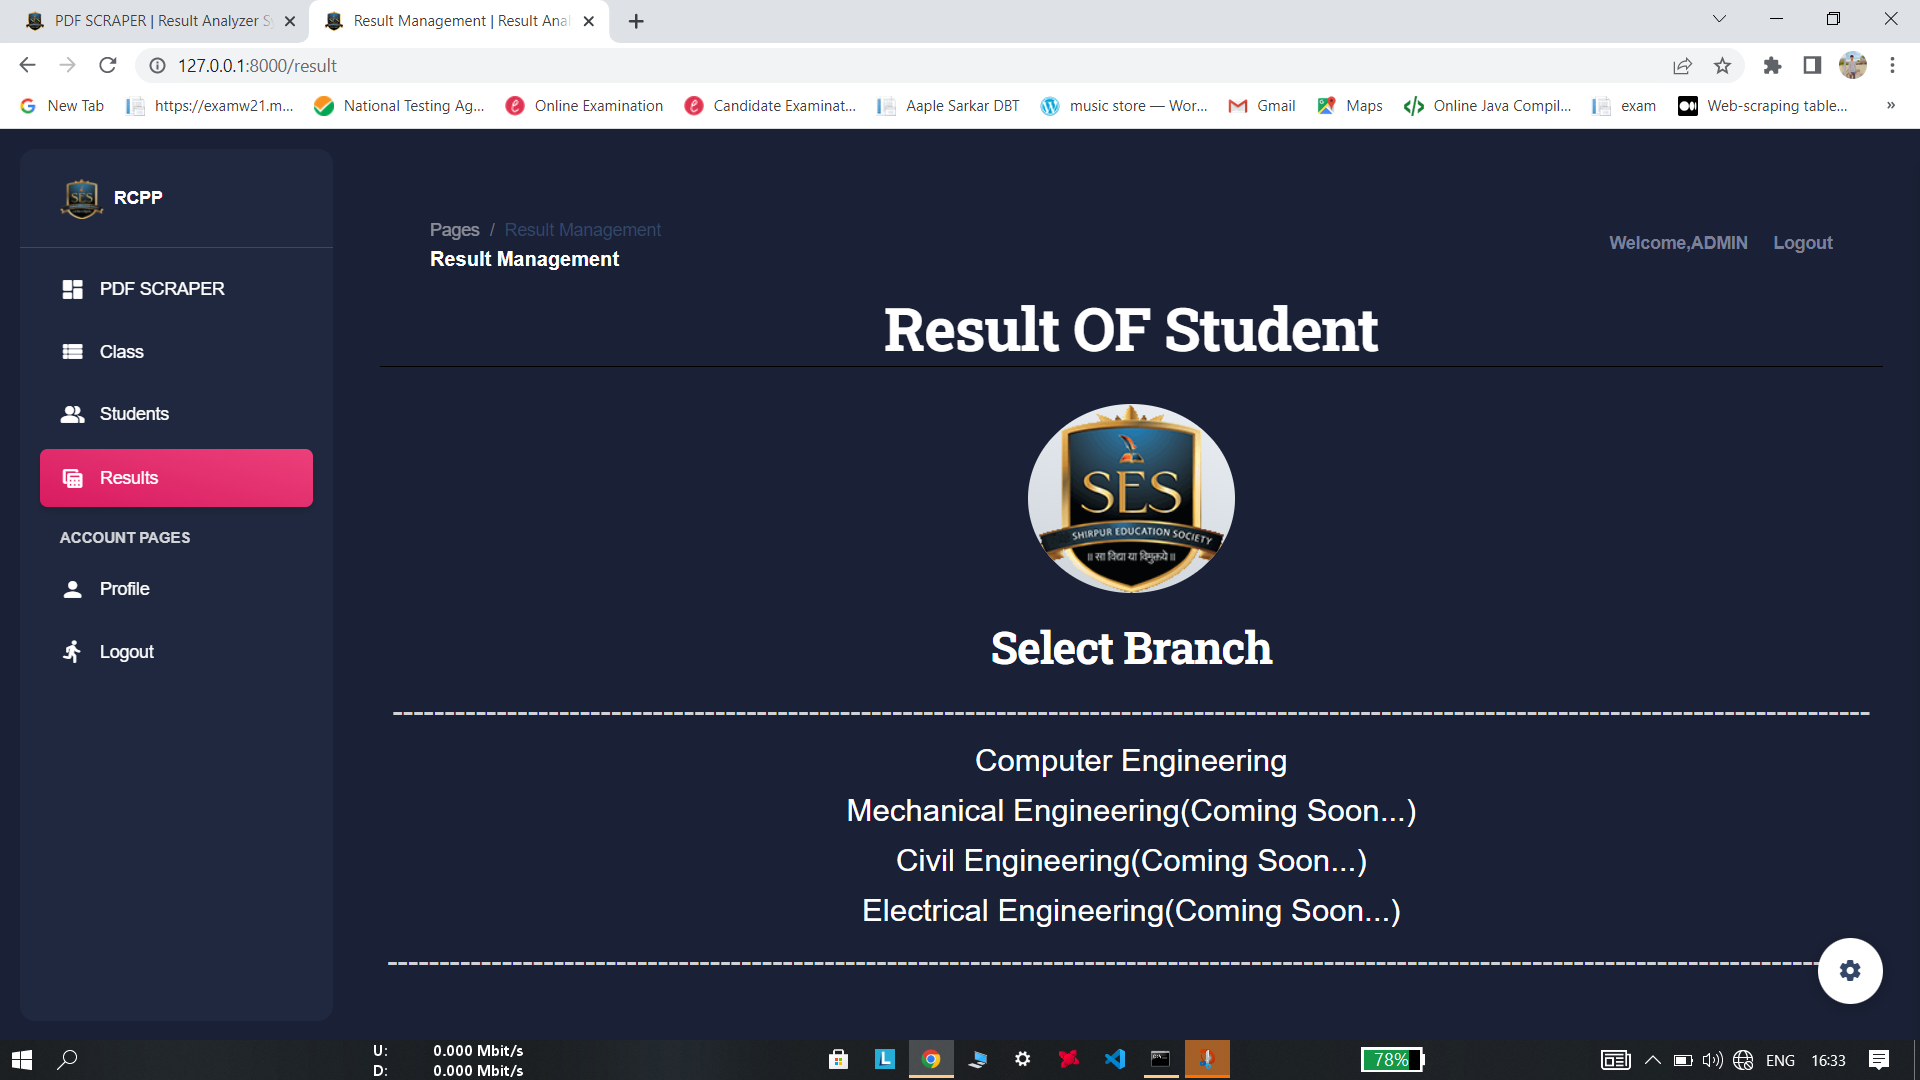 PDF SCRAPER | Result Analyzer S
Result Management | Result Anal
127.0.0.1:8000/result
New Tab
https://examw21.m...
National Testing Ag...
Online Examination
Candidate Examinat...
Aaple Sarkar DBT
music store — Wor...
Gmail
Maps
Online Java Compil...
exam
Web-scraping table...
»
SES
RCPP
Pages / Result Management
Result Management
Welcome,ADMIN
Logout
PDF SCRAPER
Class
Students
Results
ACCOUNT PAGES
Profile
Logout
Result OF Student
SES
SHIRPUR EDUCATION SOCIETY
॥ सा विद्या या विमुक्तये ॥
Select Branch
Computer Engineering
Mechanical Engineering(Coming Soon...)
Civil Engineering(Coming Soon...)
Electrical Engineering(Coming Soon...)
U: 0.000 Mbit/s
D: 0.000 Mbit/s
L
78%
ENG
16:33